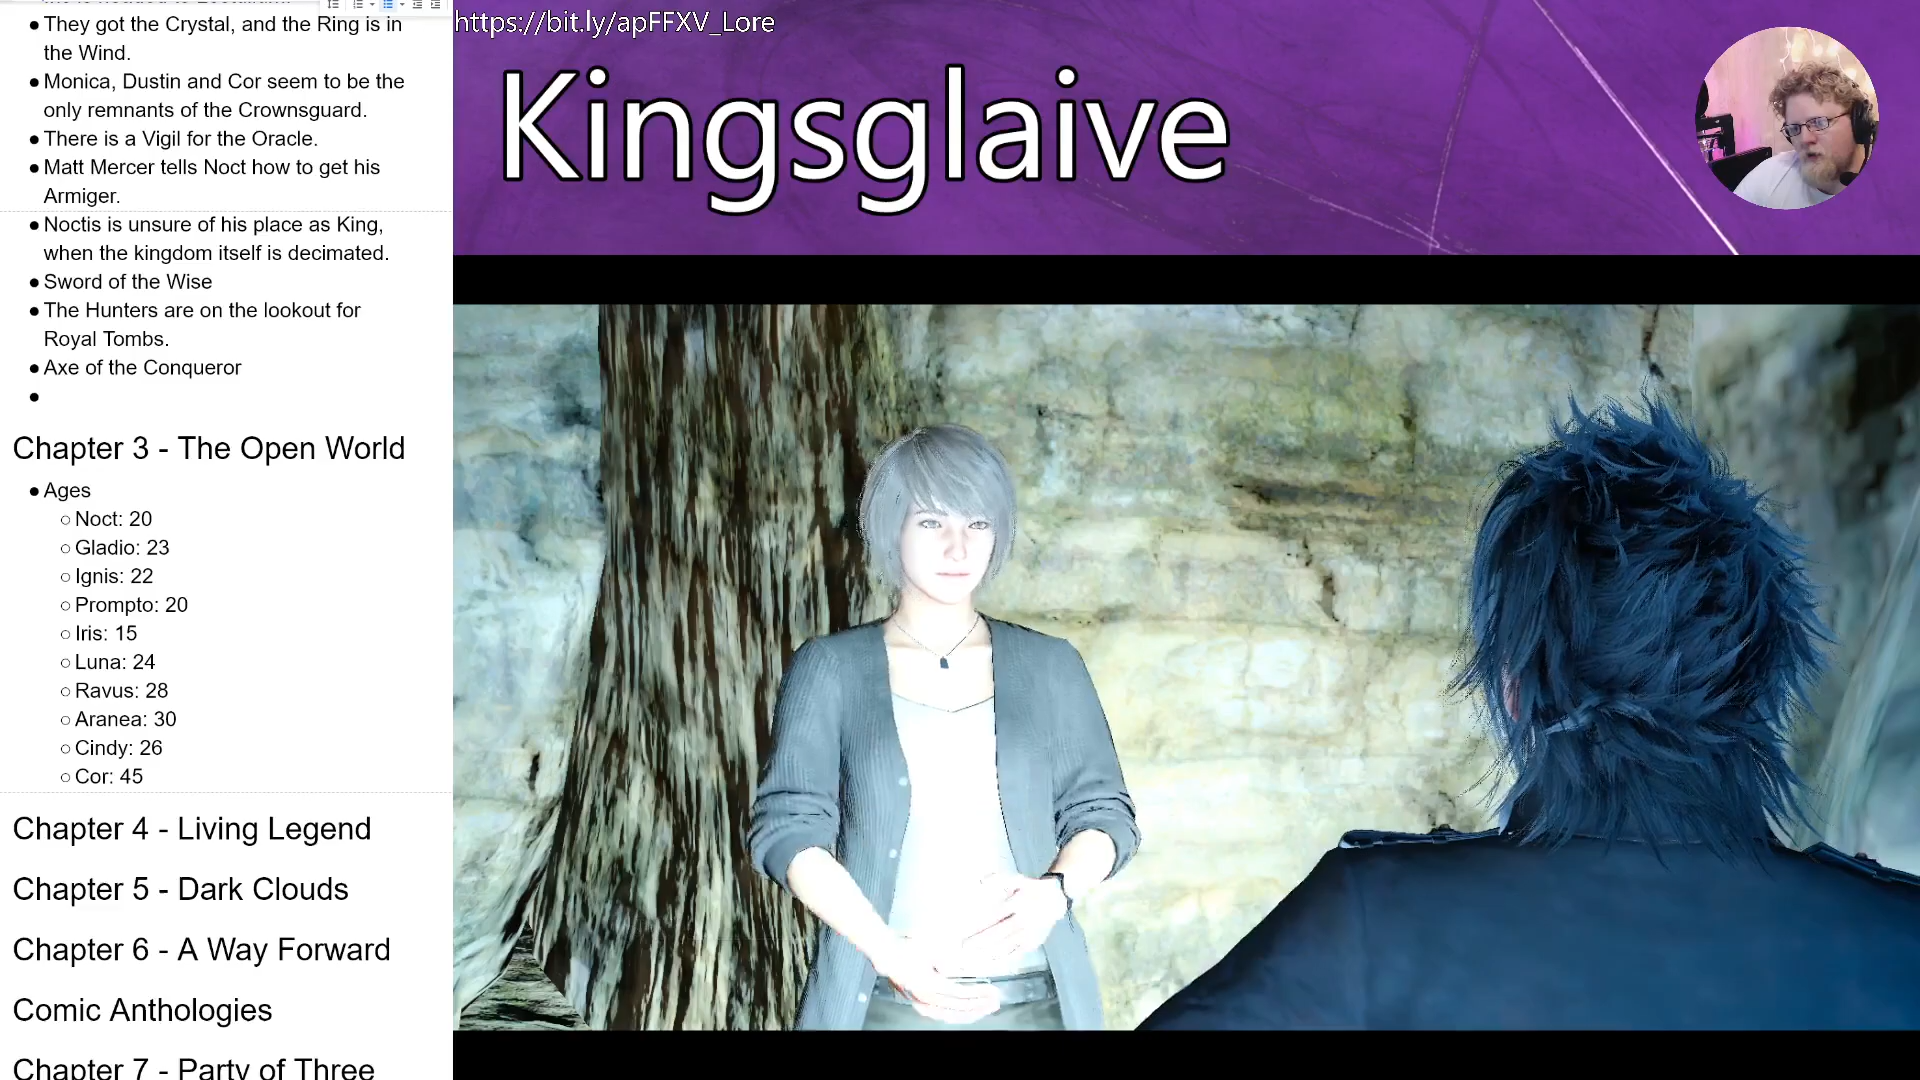 They got the Crystal, and the Ring is in
the Wind.
Monica, Dustin and Cor seem to be the
only remnants of the Crownsguard.
There is a Vigil for the Oracle.
Matt Mercer tells Noct how to get his
Armiger.
Noctis is unsure of his place as King,
when the kingdom itself is decimated.
Sword of the Wise
The Hunters are on the lookout for
Royal Tombs.
Axe of the Conqueror
Chapter 3 - The Open World
Ages
Noct: 20
Gladio: 23
Ignis: 22
Prompto: 20
Iris: 15
Luna: 24
Ravus: 28
Aranea: 30
Cindy: 26
Cor: 45
Chapter 4 - Living Legend
Chapter 5 - Dark Clouds
Chapter 6 - A Way Forward
Comic Anthologies
Chapter 7 - Party of Three
https://bit.ly/apFFXV_Lore
Kingsglaive